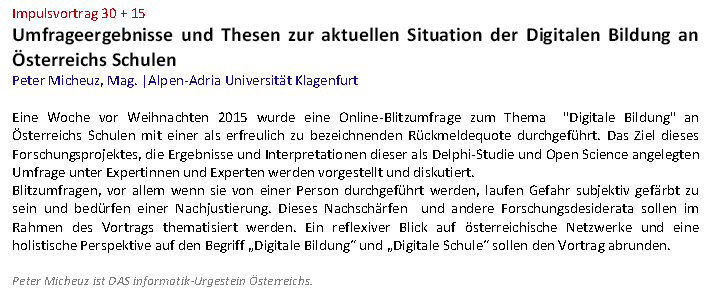 Impulsvortrag 30 + 15
Umfrageergebnisse und Thesen zur aktuellen Situation der Digitalen Bildung an
Österreichs Schulen
Peter Micheuz, Mag. |Alpen-Adria Universität Klagenfurt
Eine Woche vor Weihnachten 2015 wurde eine Online-Blitzumfrage zum Thema "Digitale Bildung" an
Österreichs Schulen mit einer als erfreulich zu bezeichnenden Rückmeldequote durchgeführt. Das Ziel dieses
Forschungsprojektes, die Ergebnisse und Interpretationen dieser als Delphi-Studie und Open Science angelegten
Umfrage unter Expertinnen und Experten werden vorgestellt und diskutiert.
Blitzumfragen, vor allem wenn sie von einer Person durchgeführt werden, laufen Gefahr subjektiv gefärbt zu
sein und bedürfen einer Nachjustierung. Dieses Nachschärfen und andere Forschungsdesiderata sollen im
Rahmen des Vortrags thematisiert werden. Ein reflexiver Blick auf österreichische Netzwerke und eine
holistische Perspektive auf den Begriff „Digitale Bildung“ und „Digitale Schule“ sollen den Vortrag abrunden.
Peter Micheuz ist DAS informatik-Urgestein Österreichs.